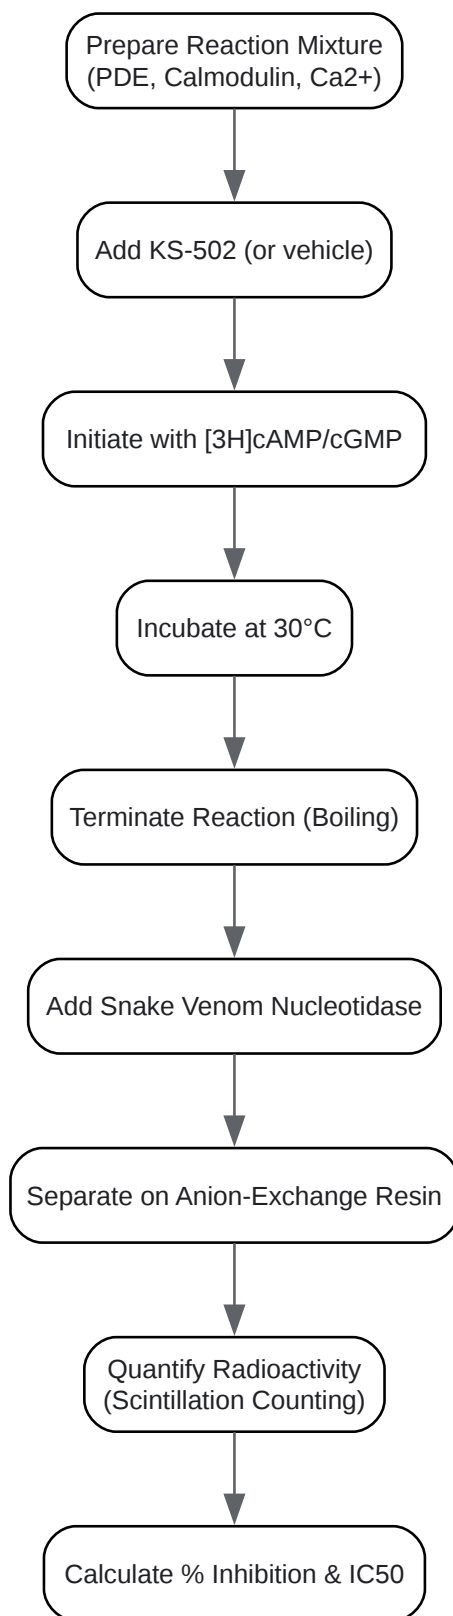 Prepare Reaction Mixture
(PDE, Calmodulin, Ca2+)
Add KS-502 (or vehicle)
Initiate with [3H]cAMP/cGMP
Incubate at 30°C
Terminate Reaction (Boiling)
Add Snake Venom Nucleotidase
Separate on Anion-Exchange Resin
Quantify Radioactivity
(Scintillation Counting)
Calculate % Inhibition & IC50